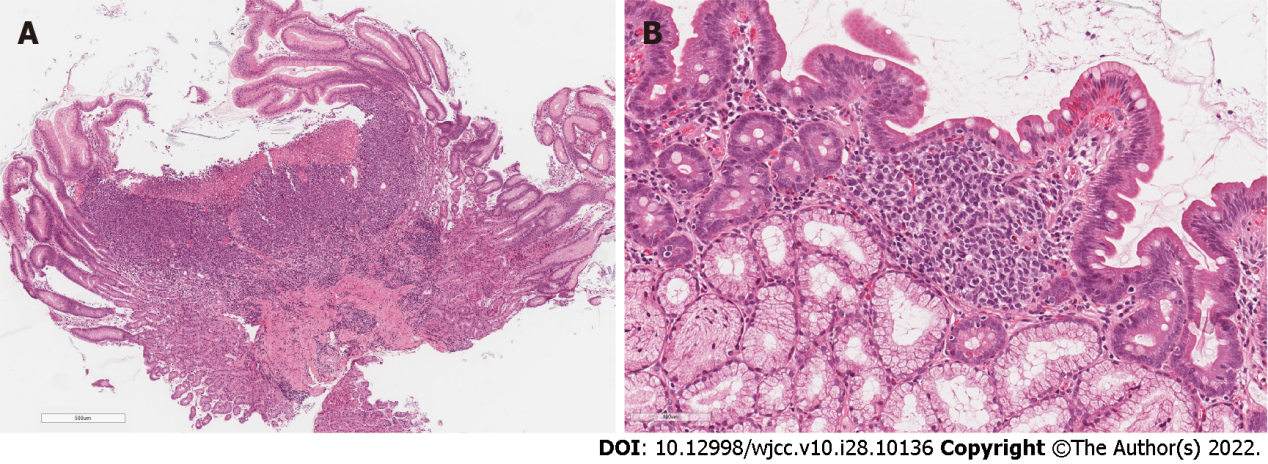 A
B
500um
DOI: 10.12998/wjcc.v10.i28.10136 Copyright ©The Author(s) 2022.